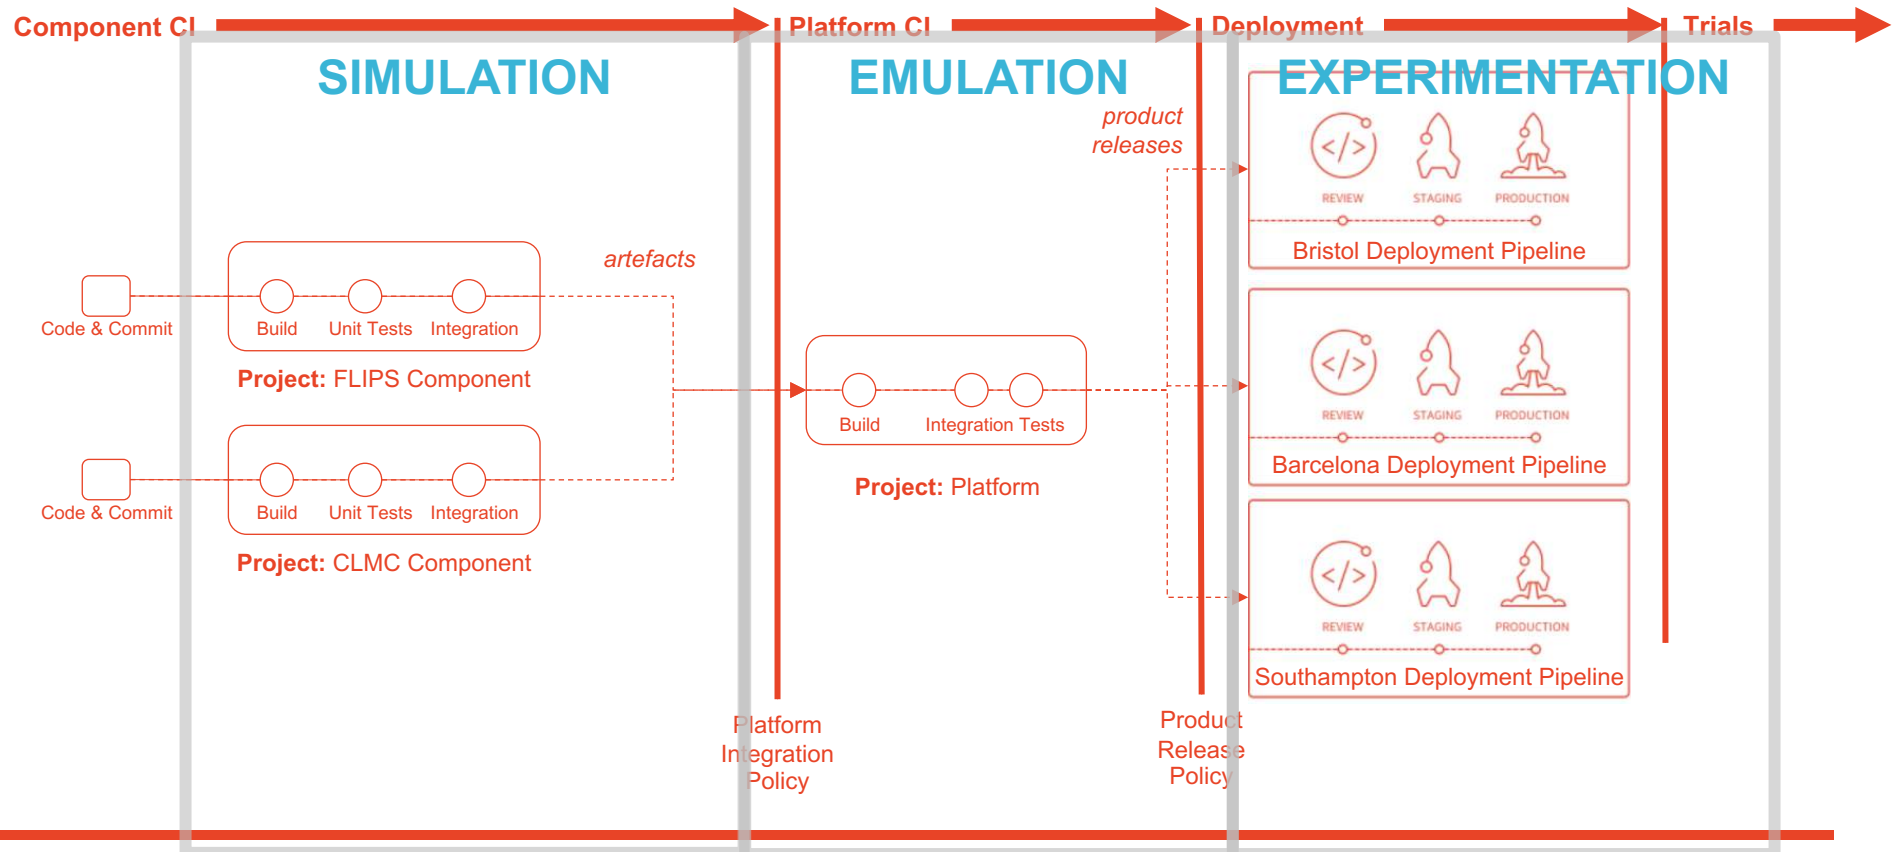 Component CI
Platform CI
Deployment
Trials
SIMULATION
EMULATION
EXPERIMENTATION
product
releases
artefacts
Code & Commit
Build
Unit Tests
Integration
Project: FLIPS Component
Code & Commit
Build
Unit Tests
Integration
Project: CLMC Component
Build
Integration Tests
Project: Platform
</>
REVIEW
STAGING
PRODUCTION
Bristol Deployment Pipeline
</>
REVIEW
STAGING
PRODUCTION
Barcelona Deployment Pipeline
</>
REVIEW
STAGING
PRODUCTION
Southampton Deployment Pipeline
Platform
Integration
Policy
Product
Release
Policy